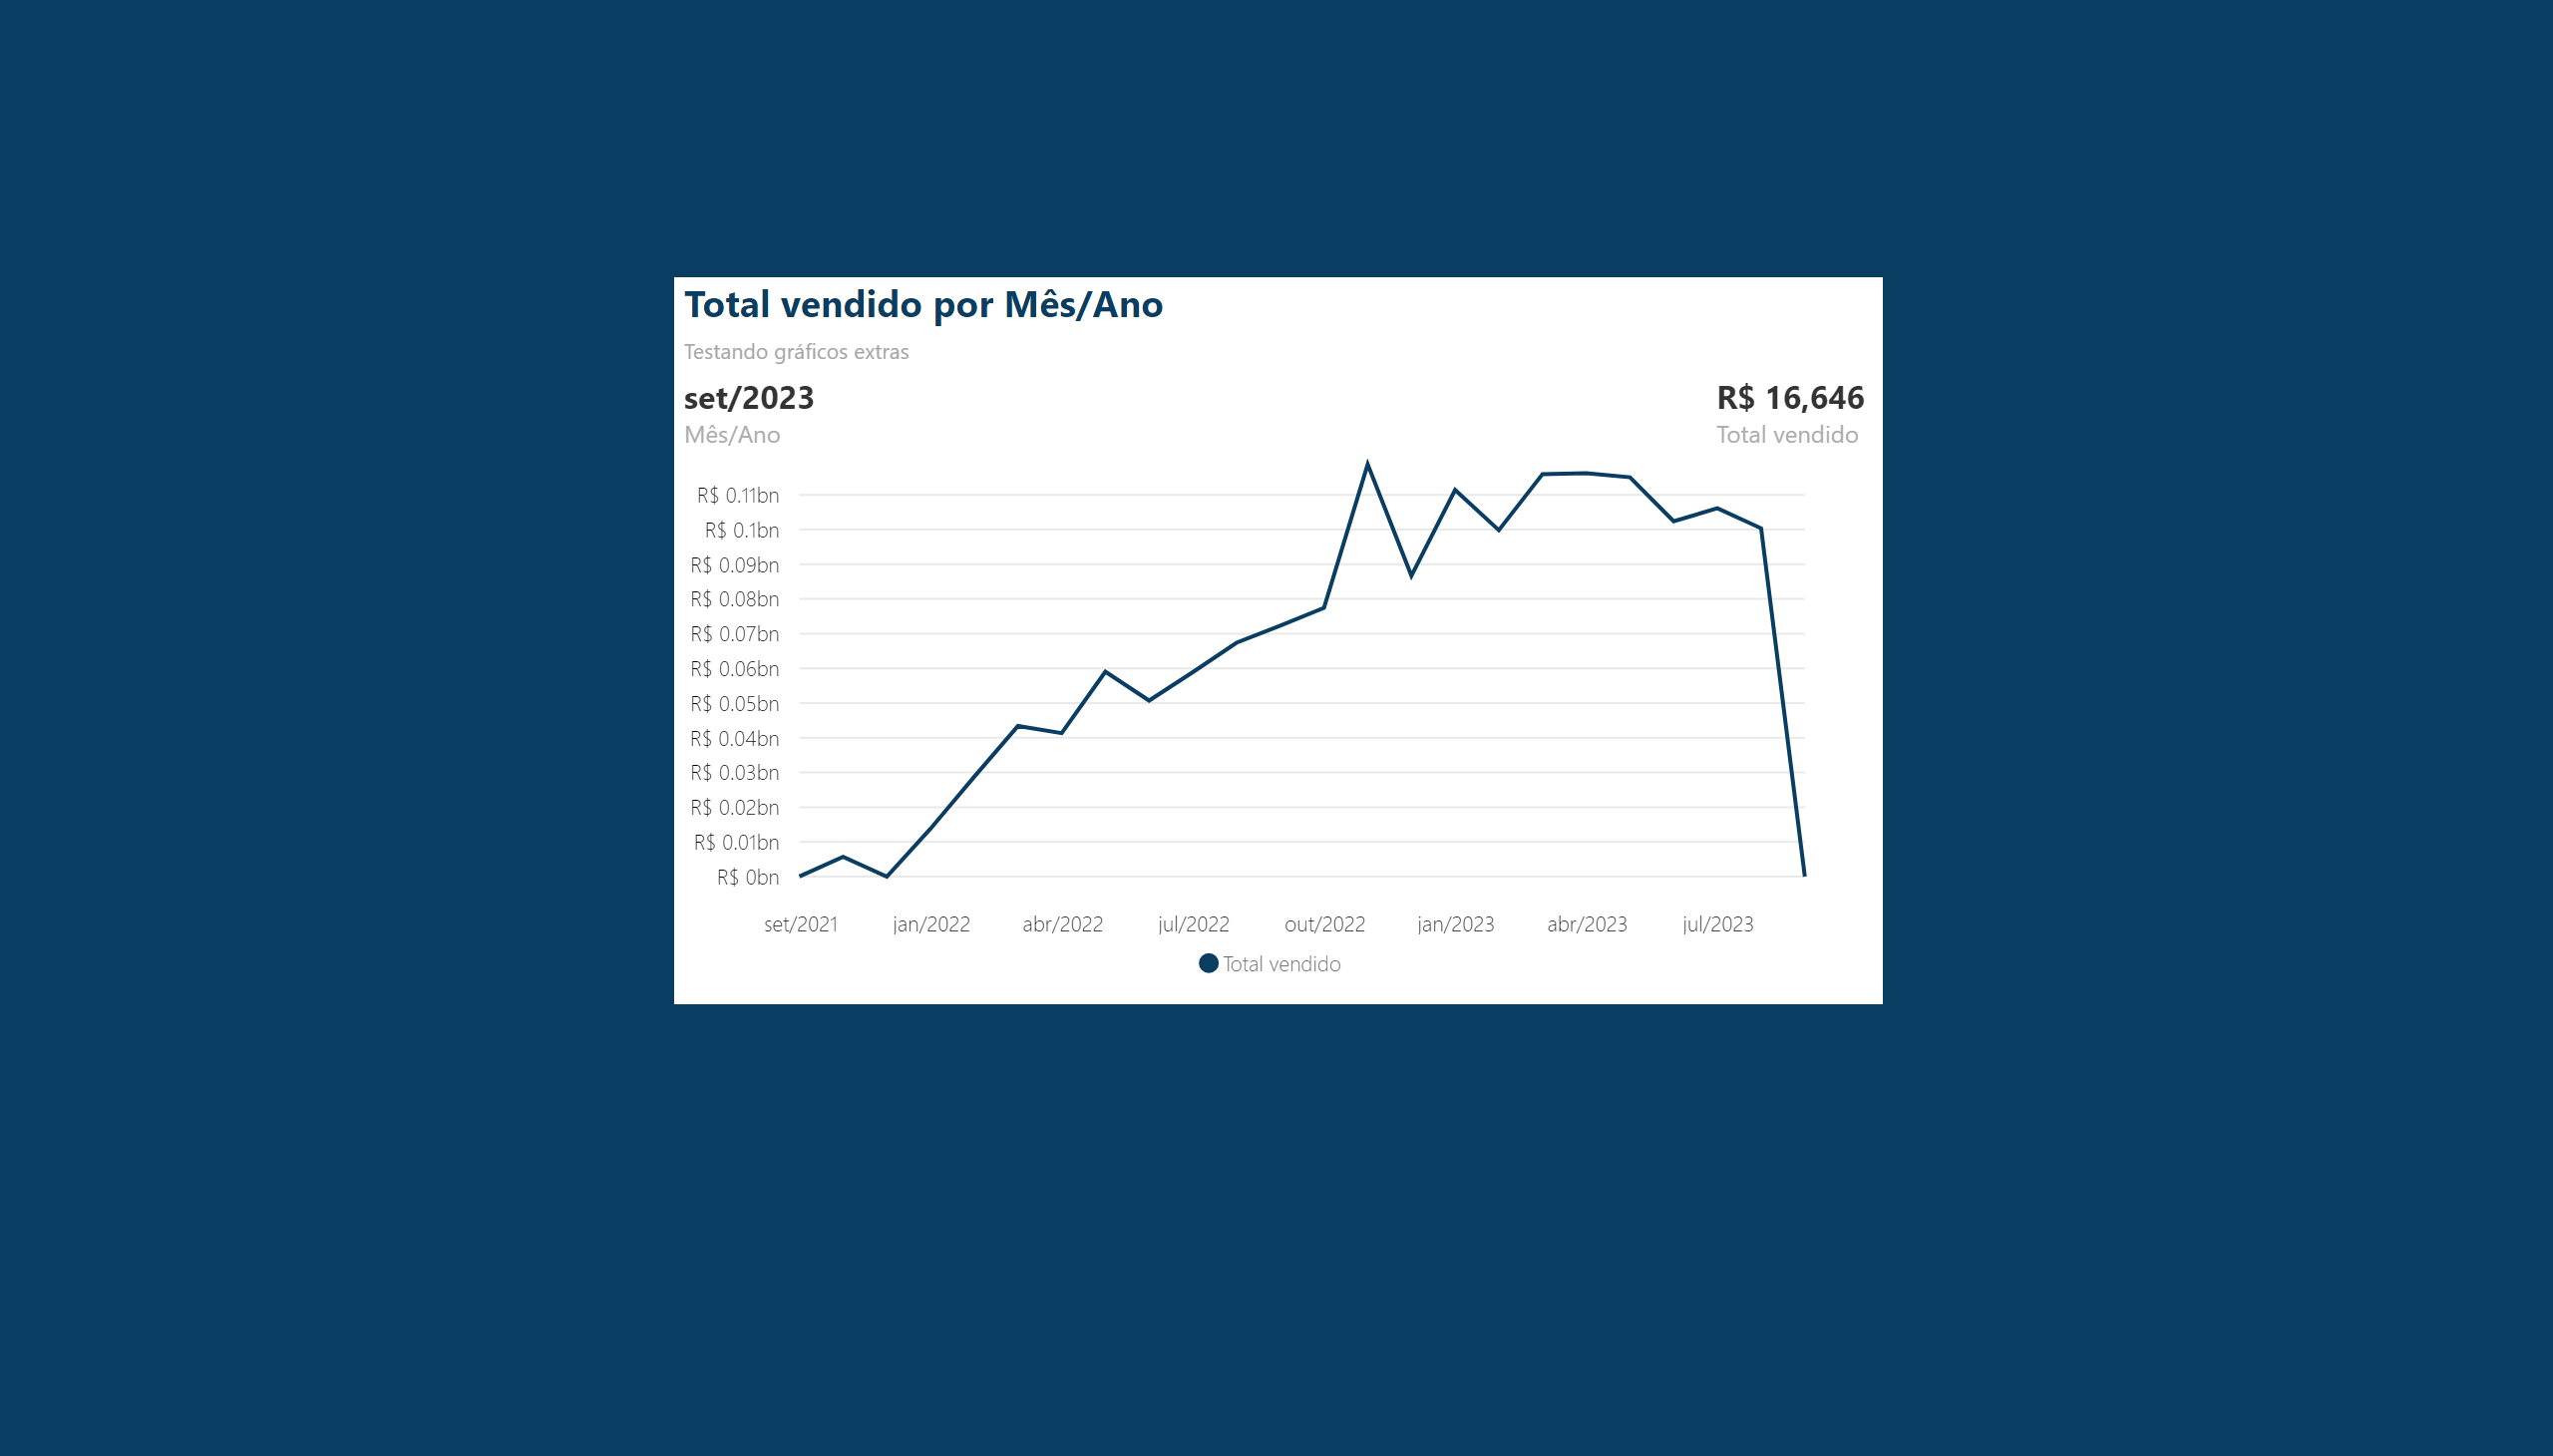 Total vendido por Mês/Ano
Testando gráficos extras
set/2023 R$ 16,646
Mês/Ano Total vendido
R$ 0.11bn
R$ 0.1bn
R$ 0.09bn
R$ 0.08bn
R$ 0.07bn
R$ 0.06bn
R$ 0.05bn
R$ 0.04bn
R$ 0.03bn
R$ 0.02bn
R$ 0.01bn
R$ 0bn
set/2021 jan/2022 abr/2022 jul/2022 out/2022 jan/2023 abr/2023 jul/2023
Total vendido